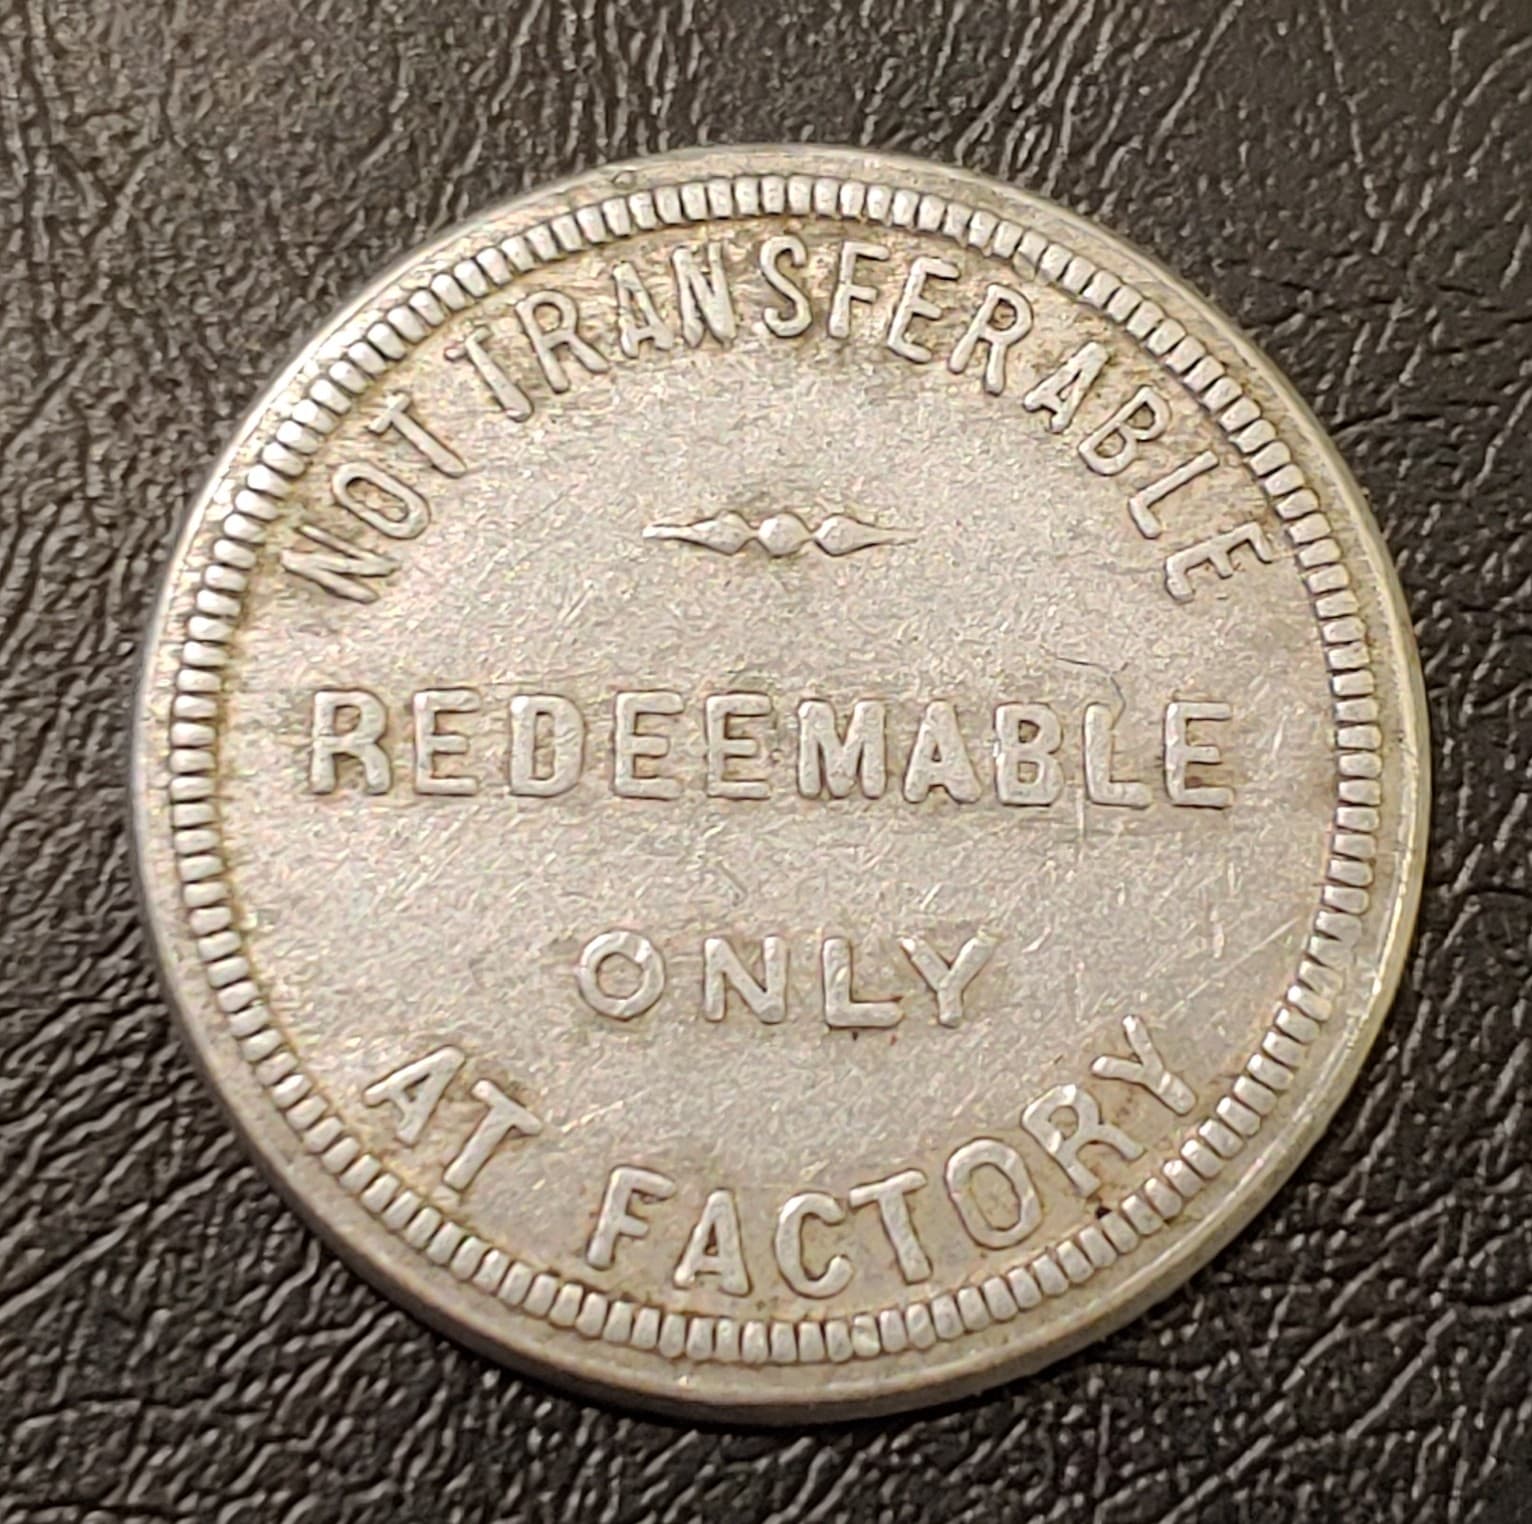 NOT TRANSFERABLE
REDEEMABLE
ONLY
AT FACTORY